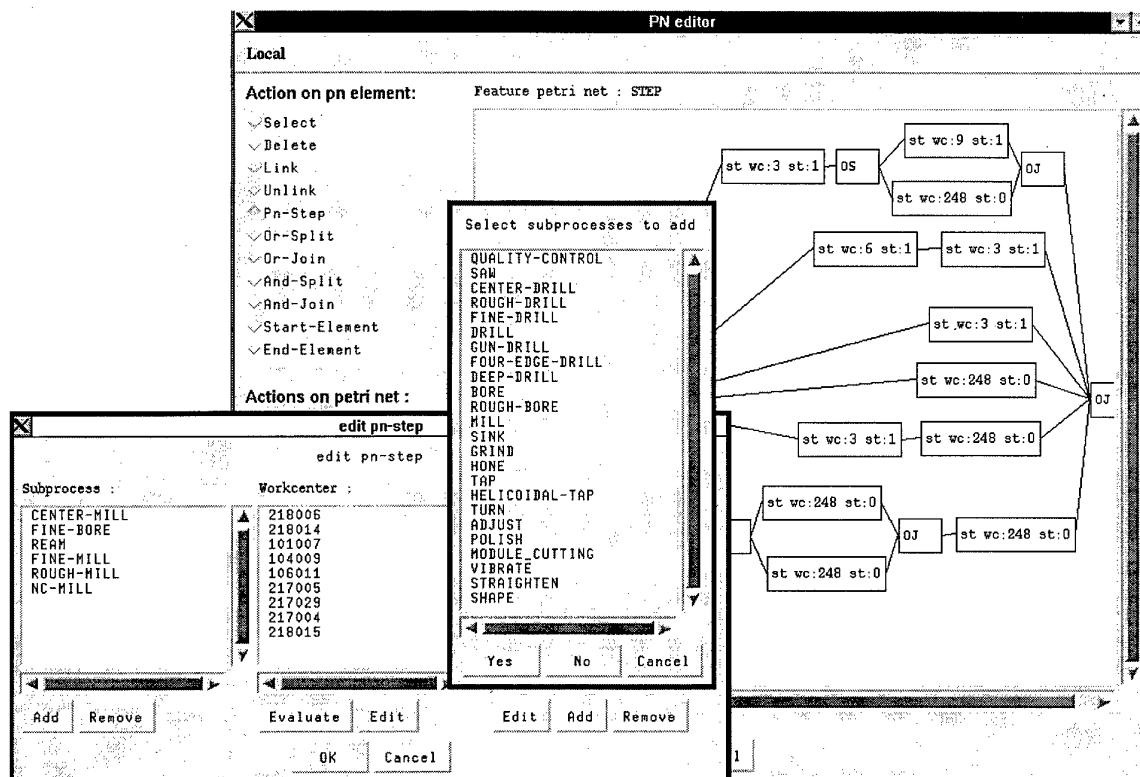 PN editor
Local
Action on pn element:
Select
Delete
Link
Unlink
Pn-Step
Or-Split
Or-Join
And-Split
And-Join
Start-Element
End-Element
Actions on petri net :
Feature petri net : STEP
st wc:3 st:1
OS
st wc:9 st:1
st wc:248 st:0
OJ
st wc:6 st:1
st wc:3 st:1
st wc:3 st:1
st wc:248 st:0
OJ
st wc:3 st:1
st wc:248 st:0
st wc:248 st:0
st wc:248 st:0
OJ
st wc:248 st:0
Select subprocesses to add
QUALITY-CONTROL
SAW
CENTER-DRILL
ROUGH-DRILL
FINE-DRILL
DRILL
GUN-DRILL
FOUR-EDGE-DRILL
DEEP-DRILL
BORE
ROUGH-BORE
MILL
SINK
GRIND
HONE
TAP
HELICOIDAL-TAP
TURN
ADJUST
POLISH
MODULE_CUTTING
VIBRATE
STRAIGHTEN
SHAPE
Yes No Cancel
edit pn-step
edit pn-step
Subprocess :
CENTER-MILL
FINE-BORE
REAM
FINE-MILL
ROUGH-MILL
NC-MILL
Add Remove
Workcenter :
218006
218014
101007
104009
106011
217005
217029
217004
218015
Evaluate Edit
Edit Add Remove
OK Cancel